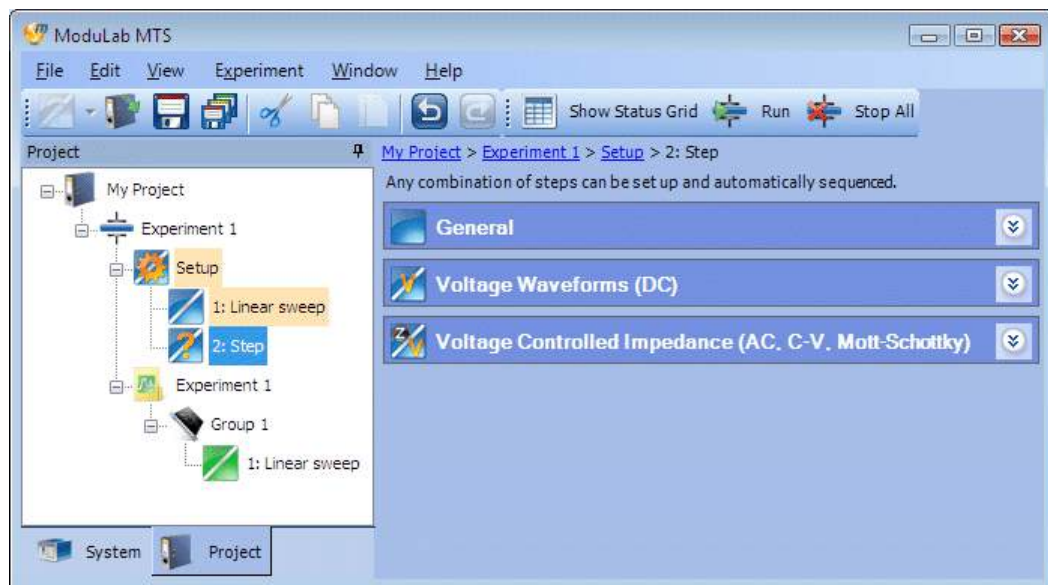 ModuLab MTS
File Edit View Experiment Window Help
Show Status Grid Run Stop All
Project
My Project > Experiment 1 > Setup > 2: Step
Any combination of steps can be set up and automatically sequenced.
My Project
Experiment 1
Setup
1: Linear sweep
2: Step
Experiment 1
Group 1
1: Linear sweep
General
Voltage Waveforms (DC)
Voltage Controlled Impedance (AC, C-V, Mott-Schottky)
System Project